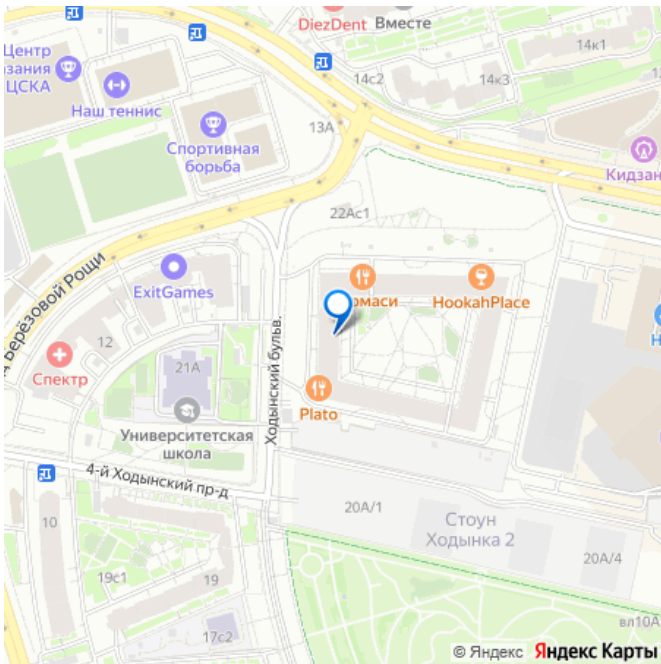 DiezDent
Вместе
14к1
Центр
ЦСКА
Наш теннис
14с2
14к3
13А
Спортивная
борьба
Кидзан
22Ас1
Берёзовой Рощи
ExitGames
HookahPlace
12
Спектр
21А
Ходынский бульв.
Plato
Университетская
школа
4-й Ходынский пр-д
10
20А/1
Стоун
Ходынка 2
20А/4
19с1
19
17с2
вл10А
© Яндекс Яндекс Карты